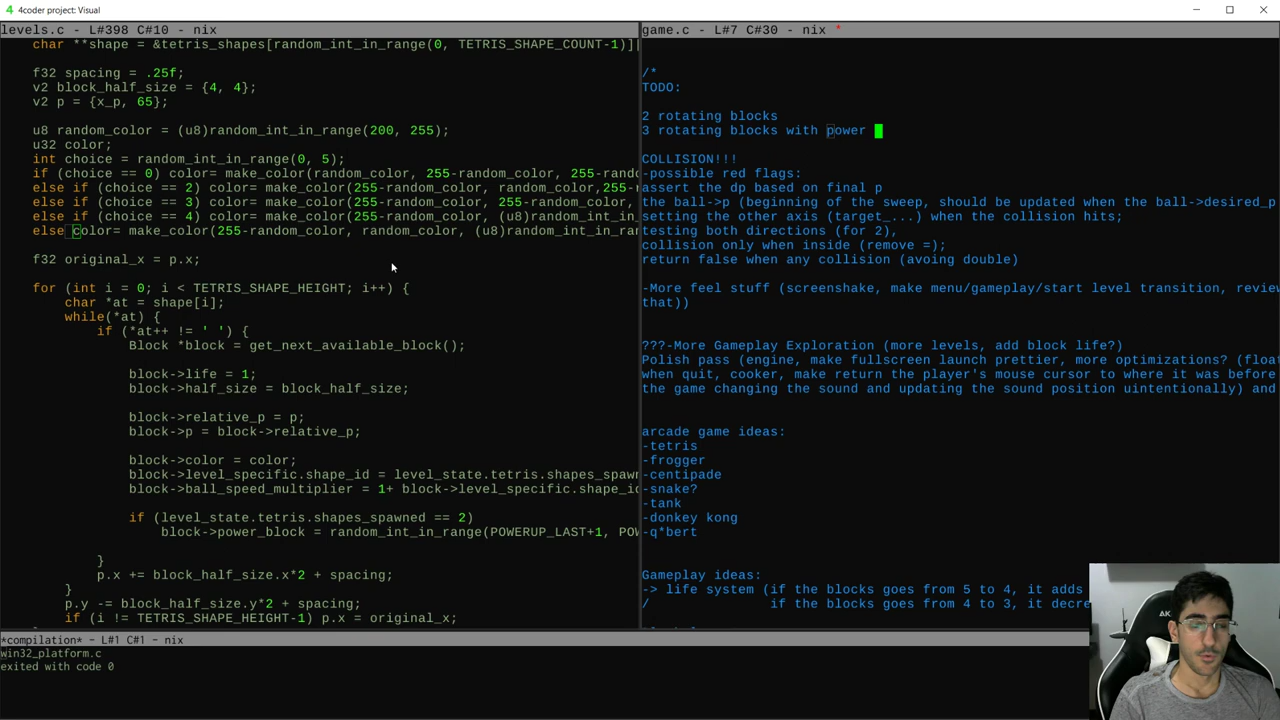 4coder project: Visual
levels.c - L#398 C#10 - nix
char **shape = &tetris_shapes[random_int_in_range(0, TETRIS_SHAPE_COUNT-1)]
f32 spacing = .25f;
v2 block_half_size = {4, 4};
v2 p = {x_p, 65};
u8 random_color = (u8)random_int_in_range(200, 255);
u32 color;
int choice = random_int_in_range(0, 5);
if (choice == 0) color= make_color(random_color, 255-random_color, 255-rando
else if (choice == 2) color= make_color(255-random_color, random_color,255-
else if (choice == 3) color= make_color(255-random_color, 255-random_color,
else if (choice == 4) color= make_color(255-random_color, (u8)random_int_in_
else color= make_color(255-random_color, random_color, (u8)random_int_in_ra
f32 original_x = p.x;
for (int i = 0; i < TETRIS_SHAPE_HEIGHT; i++) {
char *at = shape[i];
while(*at) {
if (*at++ != ' ') {
Block *block = get_next_available_block();
block->life = 1;
block->half_size = block_half_size;
block->relative_p = p;
block->p = block->relative_p;
block->color = color;
block->level_specific.shape_id = level_state.tetris.shapes_spawn
block->ball_speed_multiplier = 1+ block->level_specific.shape_id
if (level_state.tetris.shapes_spawned == 2)
block->power_block = random_int_in_range(POWERUP_LAST+1, POW
}
p.x += block_half_size.x*2 + spacing;
}
p.y -= block_half_size.y*2 + spacing;
if (i != TETRIS_SHAPE_HEIGHT-1) p.x = original_x;
game.c - L#7 C#30 - nix *
/*
TODO:
2 rotating blocks
3 rotating blocks with power
COLLISION!!!
-possible red flags:
assert the dp based on final p
the ball->p (beginning of the sweep, should be updated when the ball->desired_p
setting the other axis (target_...) when the collision hits;
testing both directions (for 2),
collision only when inside (remove =);
return false when any collision (avoing double)
-More feel stuff (screenshake, make menu/gameplay/start level transition, revie
that))
???-More Gameplay Exploration (more levels, add block life?)
Polish pass (engine, make fullscreen launch prettier, more optimizations? (floa
when quit, cooker, make return the player's mouse cursor to where it was before
the game changing the sound and updating the sound position uintentionally) and
arcade game ideas:
-tetris
-frogger
-centipade
-snake?
-tank
-donkey kong
-q*bert
Gameplay ideas:
-> life system (if the blocks goes from 5 to 4, it adds
/ if the blocks goes from 4 to 3, it decre
*compilation* - L#1 C#1 - nix
win32_platform.c
exited with code 0